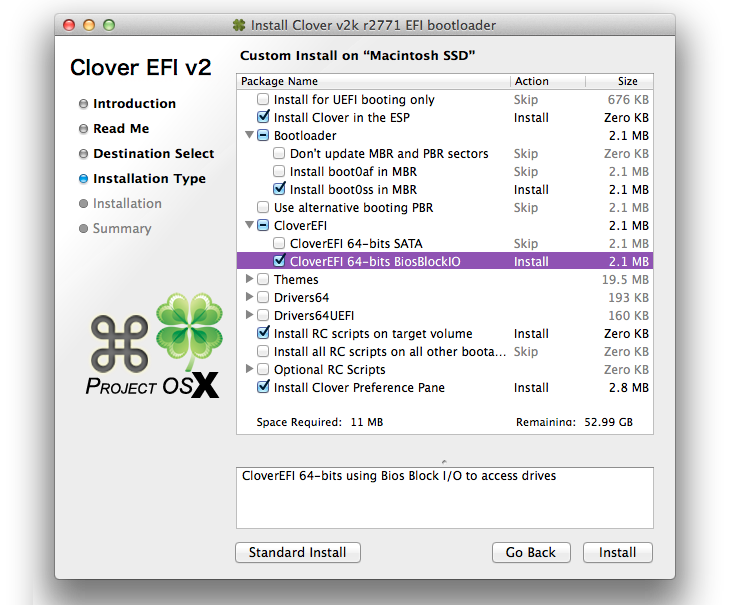 Install Clover v2k r2771 EFI bootloader
Clover EFI v2
Introduction
Read Me
Destination Select
Installation Type
Installation
Summary
PROJECT OSX
Custom Install on “Macintosh SSD”
Package Name Action Size
Install for UEFI booting only Skip 676 KB
Install Clover in the ESP Install Zero KB
Bootloader 2.1 MB
Don't update MBR and PBR sectors Skip Zero KB
Install boot0af in MBR Skip 2.1 MB
Install boot0ss in MBR Install 2.1 MB
Use alternative booting PBR Skip 2.1 MB
CloverEFI 2.1 MB
CloverEFI 64-bits SATA Skip 2.1 MB
CloverEFI 64-bits BiosBlockIO Install 2.1 MB
Themes 19.5 MB
Drivers64 193 KB
Drivers64UEFI 160 KB
Install RC scripts on target volume Install Zero KB
Install all RC scripts on all other boota... Skip Zero KB
Optional RC Scripts Zero KB
Install Clover Preference Pane Install 2.8 MB
Space Required: 11 MB Remaining: 52.99 GB
CloverEFI 64-bits using Bios Block I/O to access drives
Standard Install Go Back Install